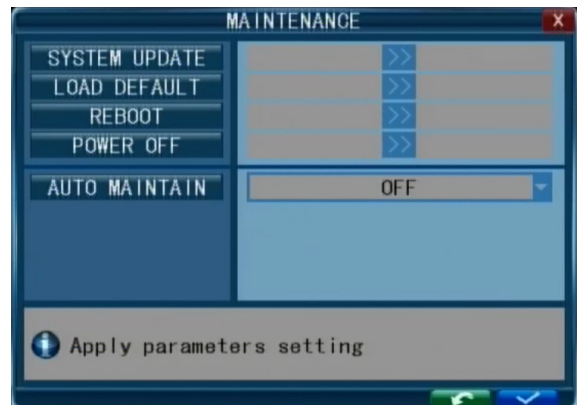 MAINTENANCE X
SYSTEM UPDATE >>
LOAD DEFAULT >>
REBOOT >>
POWER OFF >>
AUTO MAINTAIN OFF
Apply parameters setting